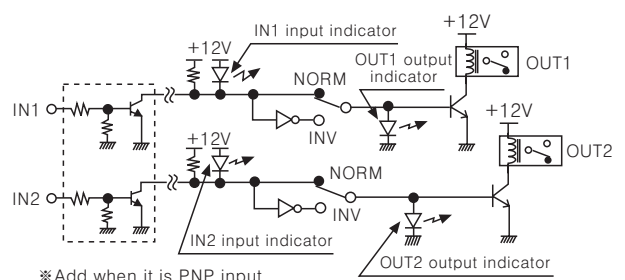 IN1 input indicator
+12V
+12V
OUT1
NORM
OUT1 output
indicator
IN1
INV
+12V
+12V
OUT2
NORM
IN2
INV
IN2 input indicator
OUT2 output indicator
※Add when it is PNP input